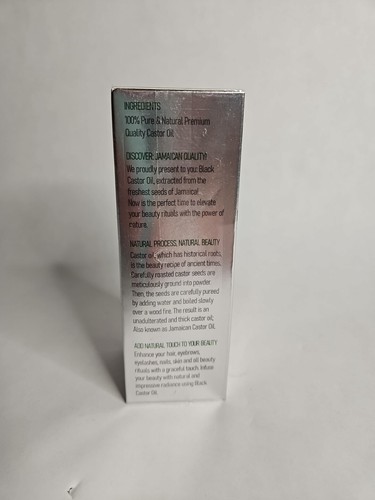 INGREDIENTS
100% Pure & Natural Premium
Quality Castor Oil.
DISCOVER JAMAICAN QUALITY!
We proudly present to you Black
Castor Oil, extracted from the
freshest seeds of Jamaica!
Now is the perfect time to elevate
your beauty rituals with the power of
nature.
NATURAL PROCESS, NATURAL BEAUTY
Castor oil, which has historical roots,
is the beauty recipe of ancient times.
Carefully roasted castor seeds are
meticulously ground into powder.
Then, the seeds are carefully pureed
by adding water and boiled slowly
over a wood fire. The result is an
unadulterated and thick castor oil;
Also known as Jamaican Castor Oil.
ADD NATURAL TOUCH TO YOUR BEAUTY
Enhance your hair, eyebrows,
eyelashes, nails, skin and all beauty
rituals with a graceful touch. Infuse
your beauty with natural and
impressive radiance using Black
Castor Oil.